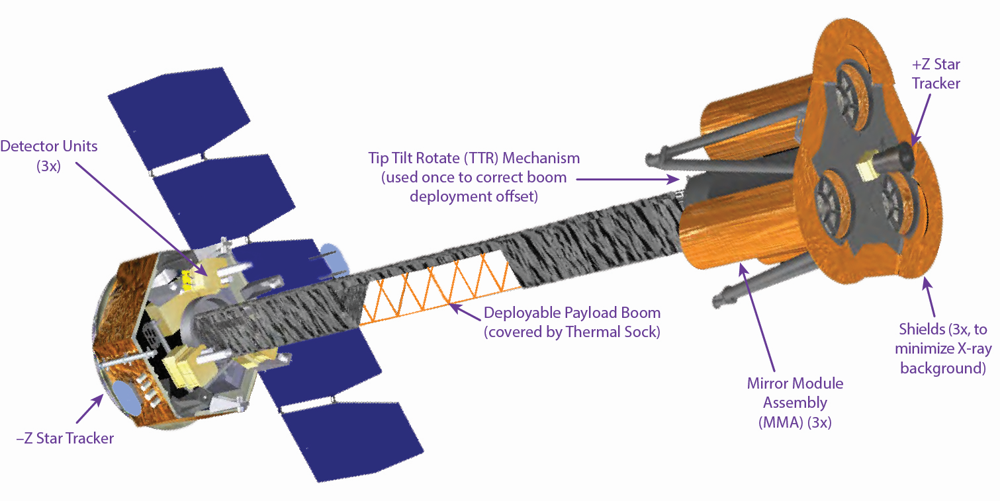 +Z Star
Tracker
Detector Units
(3x)
Tip Tilt Rotate (TTR) Mechanism
(used once to correct boom
deployment offset)
Deployable Payload Boom
(covered by Thermal Sock)
Shields (3x, to
minimize X-ray
background)
Mirror Module
Assembly
(MMA) (3x)
–Z Star Tracker